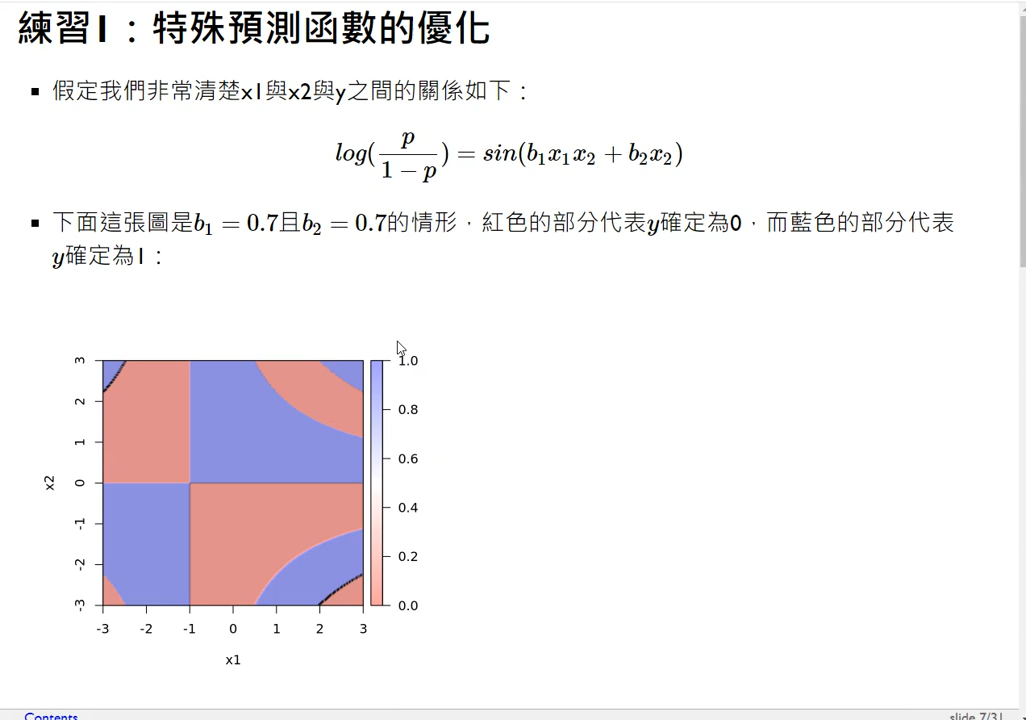 練習1：特殊預測函數的優化
假定我們非常清楚x1與x2與y之間的關係如下：
log(p/(1 − p)) = sin(b₁x₁x₂ + b₂x₂)
下面這張圖是b₁ = 0.7且b₂ = 0.7的情形，紅色的部分代表y確定為0，而藍色的部分代表
y確定為1：
3
2
1
0
-1
-2
-3
x2
-3 -2 -1 0 1 2 3
x1
1.0
0.8
0.6
0.4
0.2
0.0
Contents
slide 7/31